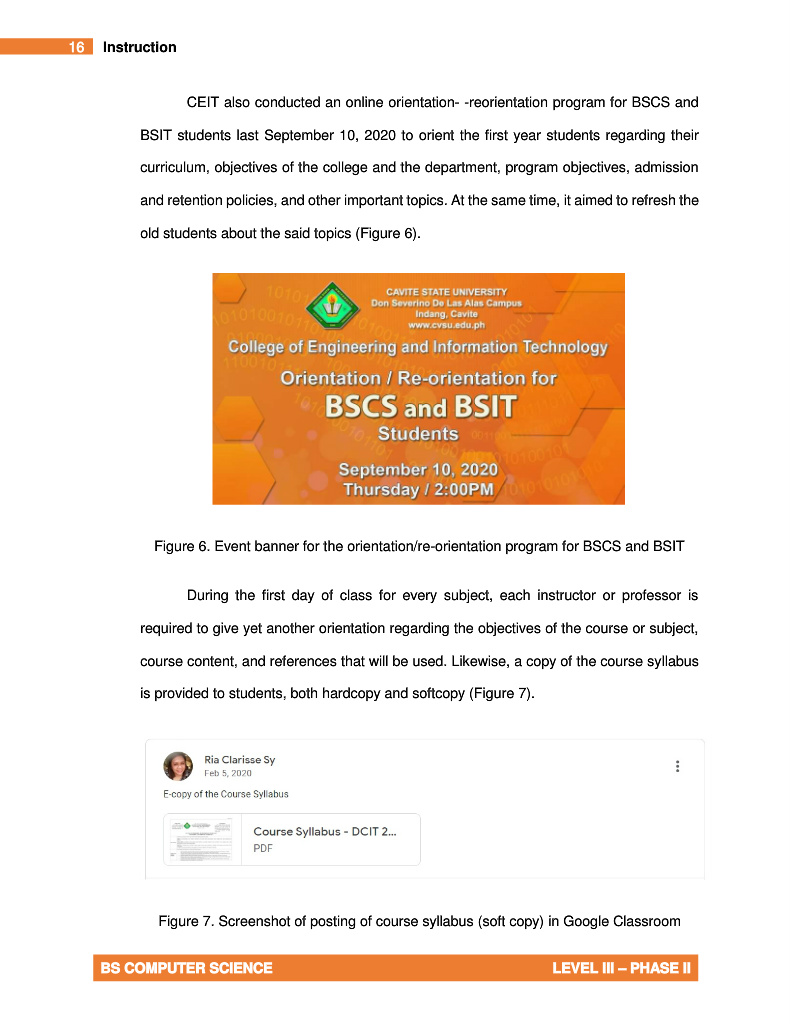 16 Instruction
CEIT also conducted an online orientation- -reorientation program for BSCS and
BSIT students last September 10, 2020 to orient the first year students regarding their
curriculum, objectives of the college and the department, program objectives, admission
and retention policies, and other important topics. At the same time, it aimed to refresh the
old students about the said topics (Figure 6).
CAVITE STATE UNIVERSITY
Don Severino De Las Alas Campus
Indang, Cavite
www.cvsu.edu.ph
College of Engineering and Information Technology
Orientation / Re-orientation for
BSCS and BSIT
Students
September 10, 2020
Thursday / 2:00PM
Figure 6. Event banner for the orientation/re-orientation program for BSCS and BSIT
During the first day of class for every subject, each instructor or professor is
required to give yet another orientation regarding the objectives of the course or subject,
course content, and references that will be used. Likewise, a copy of the course syllabus
is provided to students, both hardcopy and softcopy (Figure 7).
Ria Clarisse Sy
Feb 5, 2020
E-copy of the Course Syllabus
Course Syllabus - DCIT 2...
PDF
Figure 7. Screenshot of posting of course syllabus (soft copy) in Google Classroom
BS COMPUTER SCIENCE LEVEL III – PHASE II